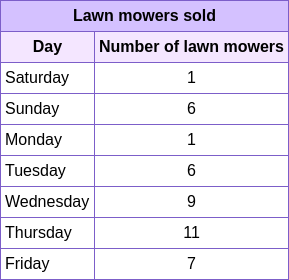 Lawn mowers sold
Day Number of lawn mowers
Saturday 1
Sunday 6
Monday 1
Tuesday 6
Wednesday 9
Thursday 11
Friday 7